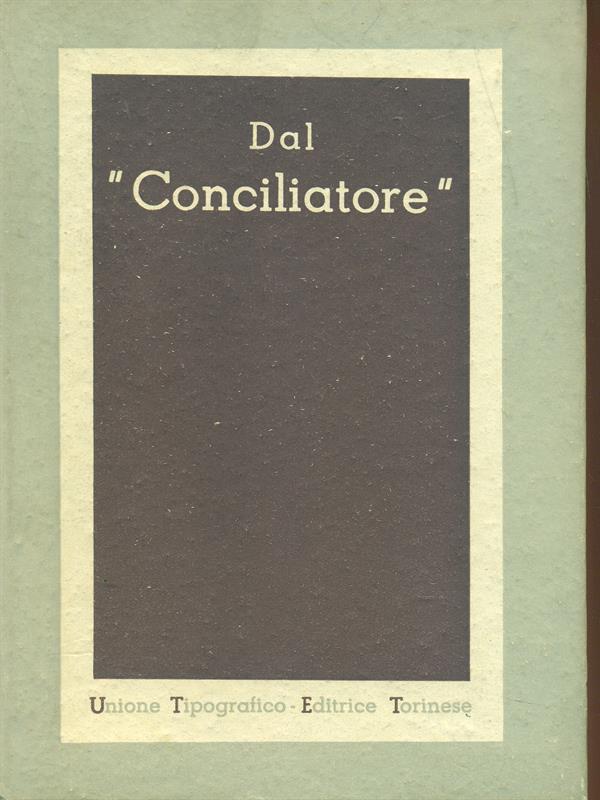 Dal
"Conciliatore"
Unione Tipografico-Editrice Torinese